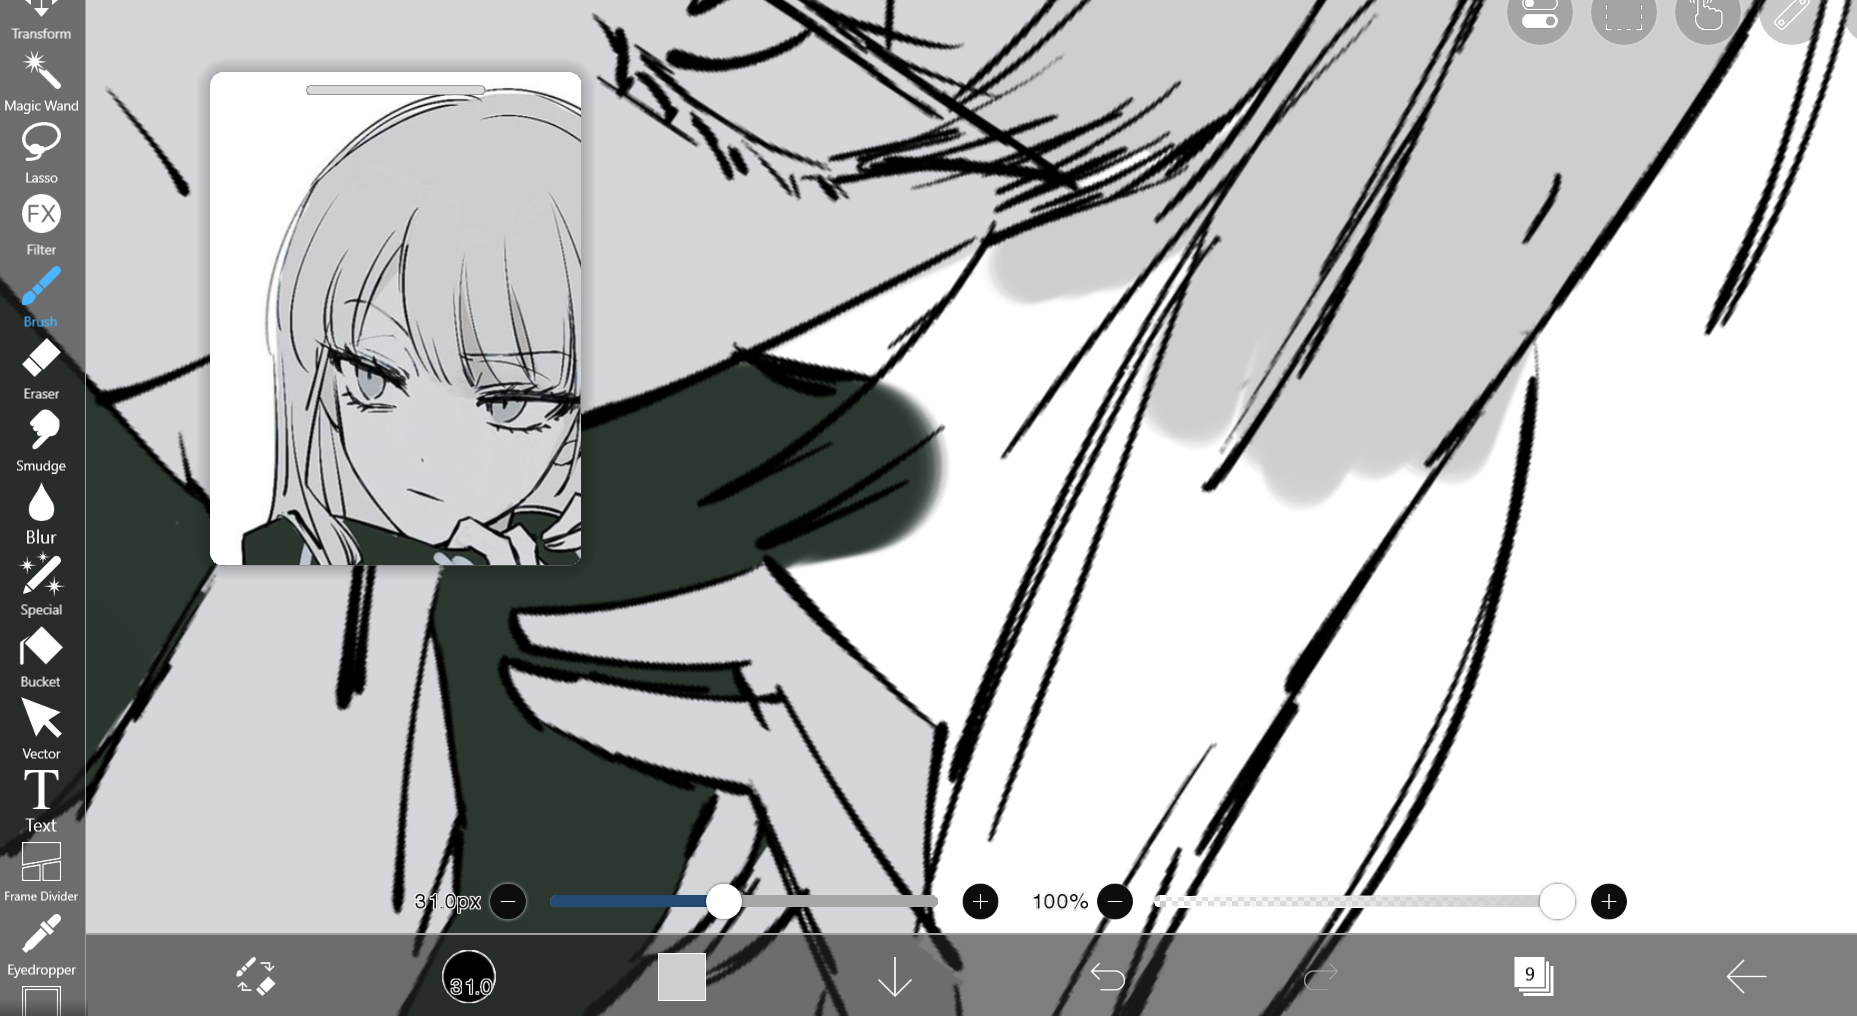 Transform
Magic Wand
Lasso
FX
Filter
Brush
Eraser
Smudge
Blur
Special
Bucket
Vector
T
Text
Frame Divider
Eyedropper
31.0px
100%
31.0
9